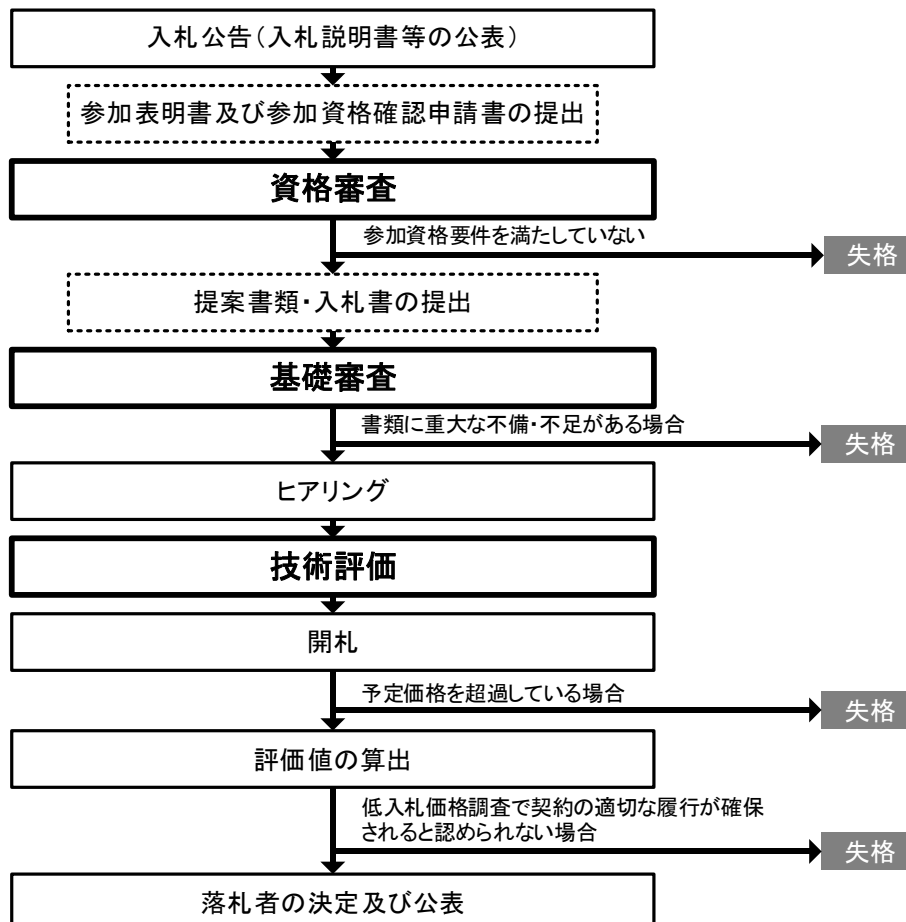 入札公告(入札説明書等の公表)
参加表明書及び参加資格確認申請書の提出
資格審査
参加資格要件を満たしていない
失格
提案書類・入札書の提出
基礎審査
書類に重大な不備・不足がある場合
失格
ヒアリング
技術評価
開札
予定価格を超過している場合
失格
評価値の算出
低入札価格調査で契約の適切な履行が確保
されると認められない場合
失格
落札者の決定及び公表